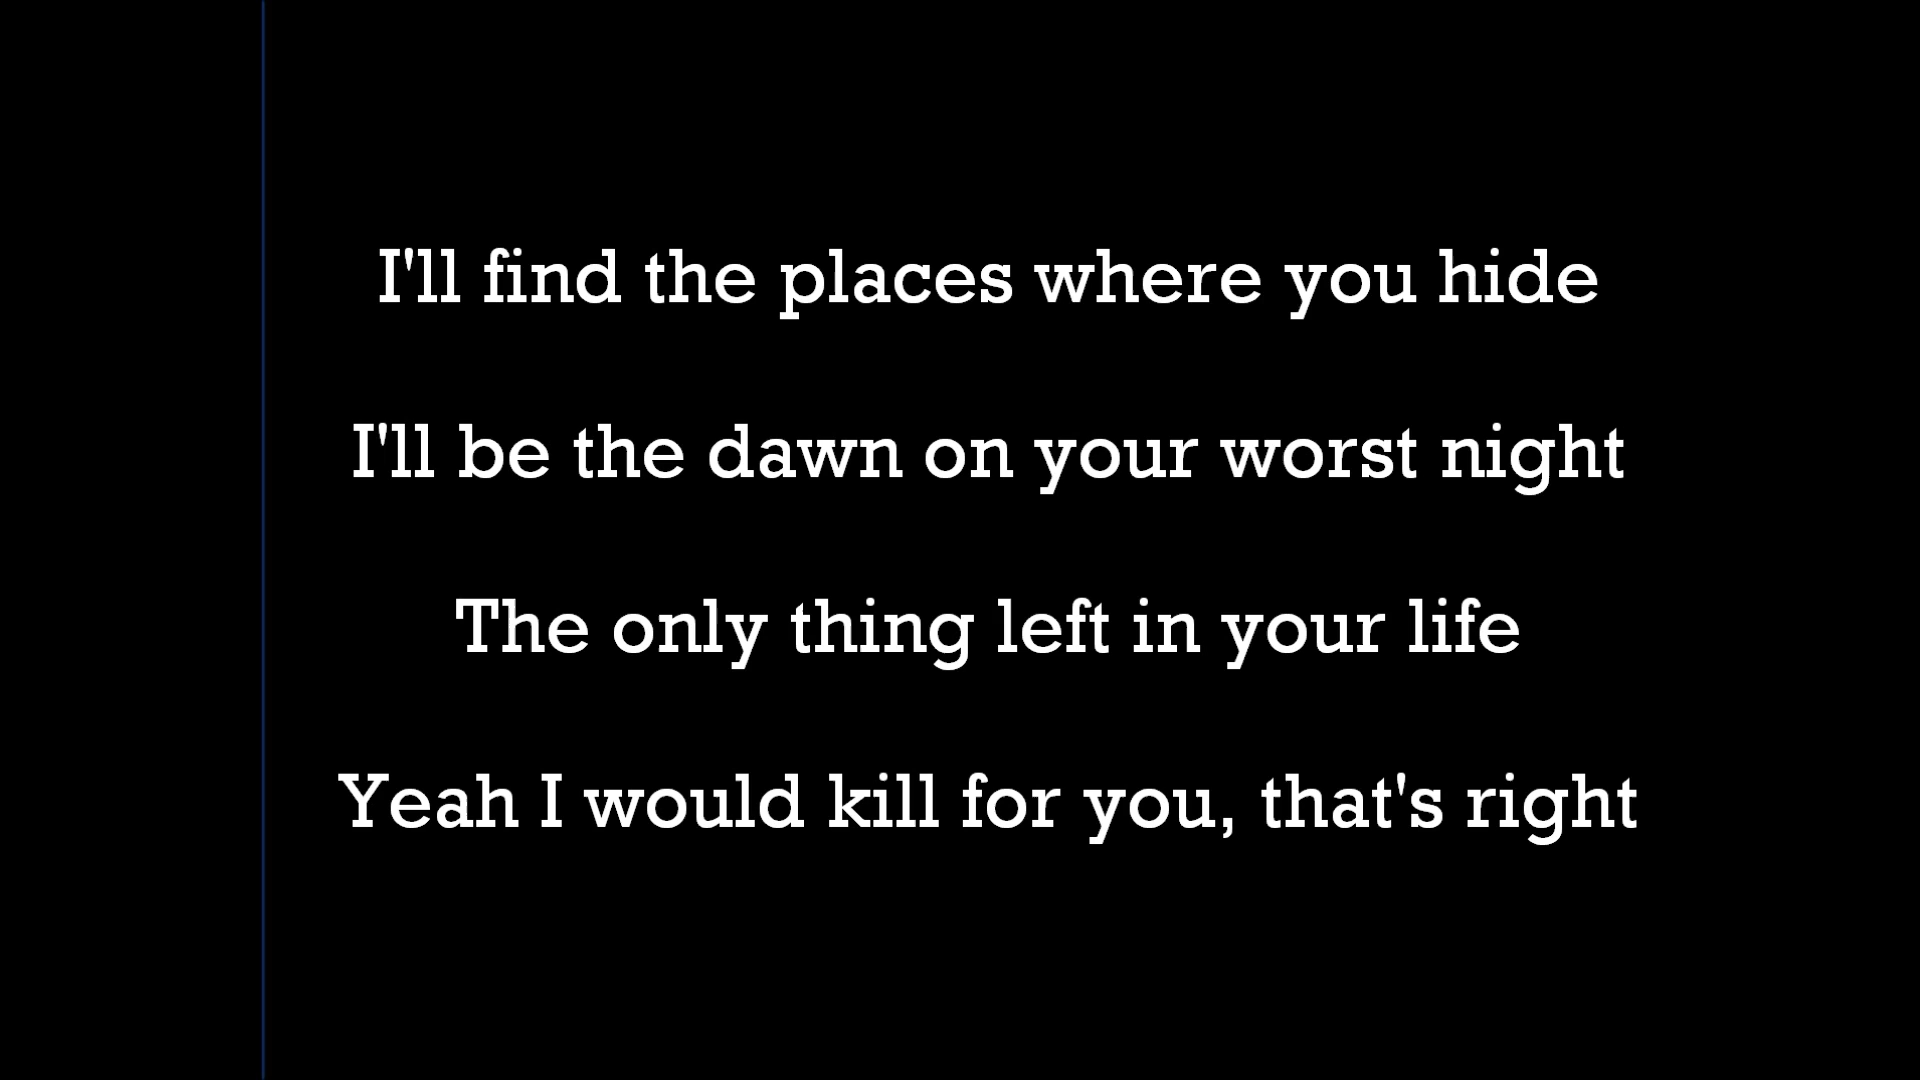 I'll find the places where you hide
I'll be the dawn on your worst night
The only thing left in your life
Yeah I would kill for you, that's right